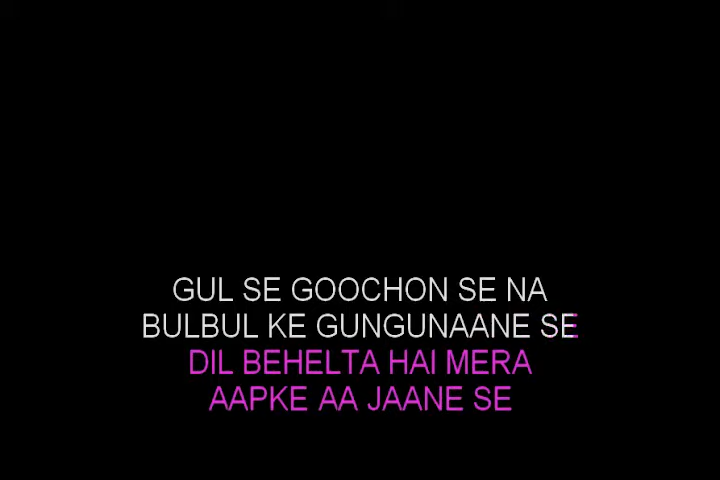 GUL SE GOOCHON SE NA
BULBUL KE GUNGUNAANE SE
DIL BEHELTA HAI MERA
AAPKE AA JAANE SE